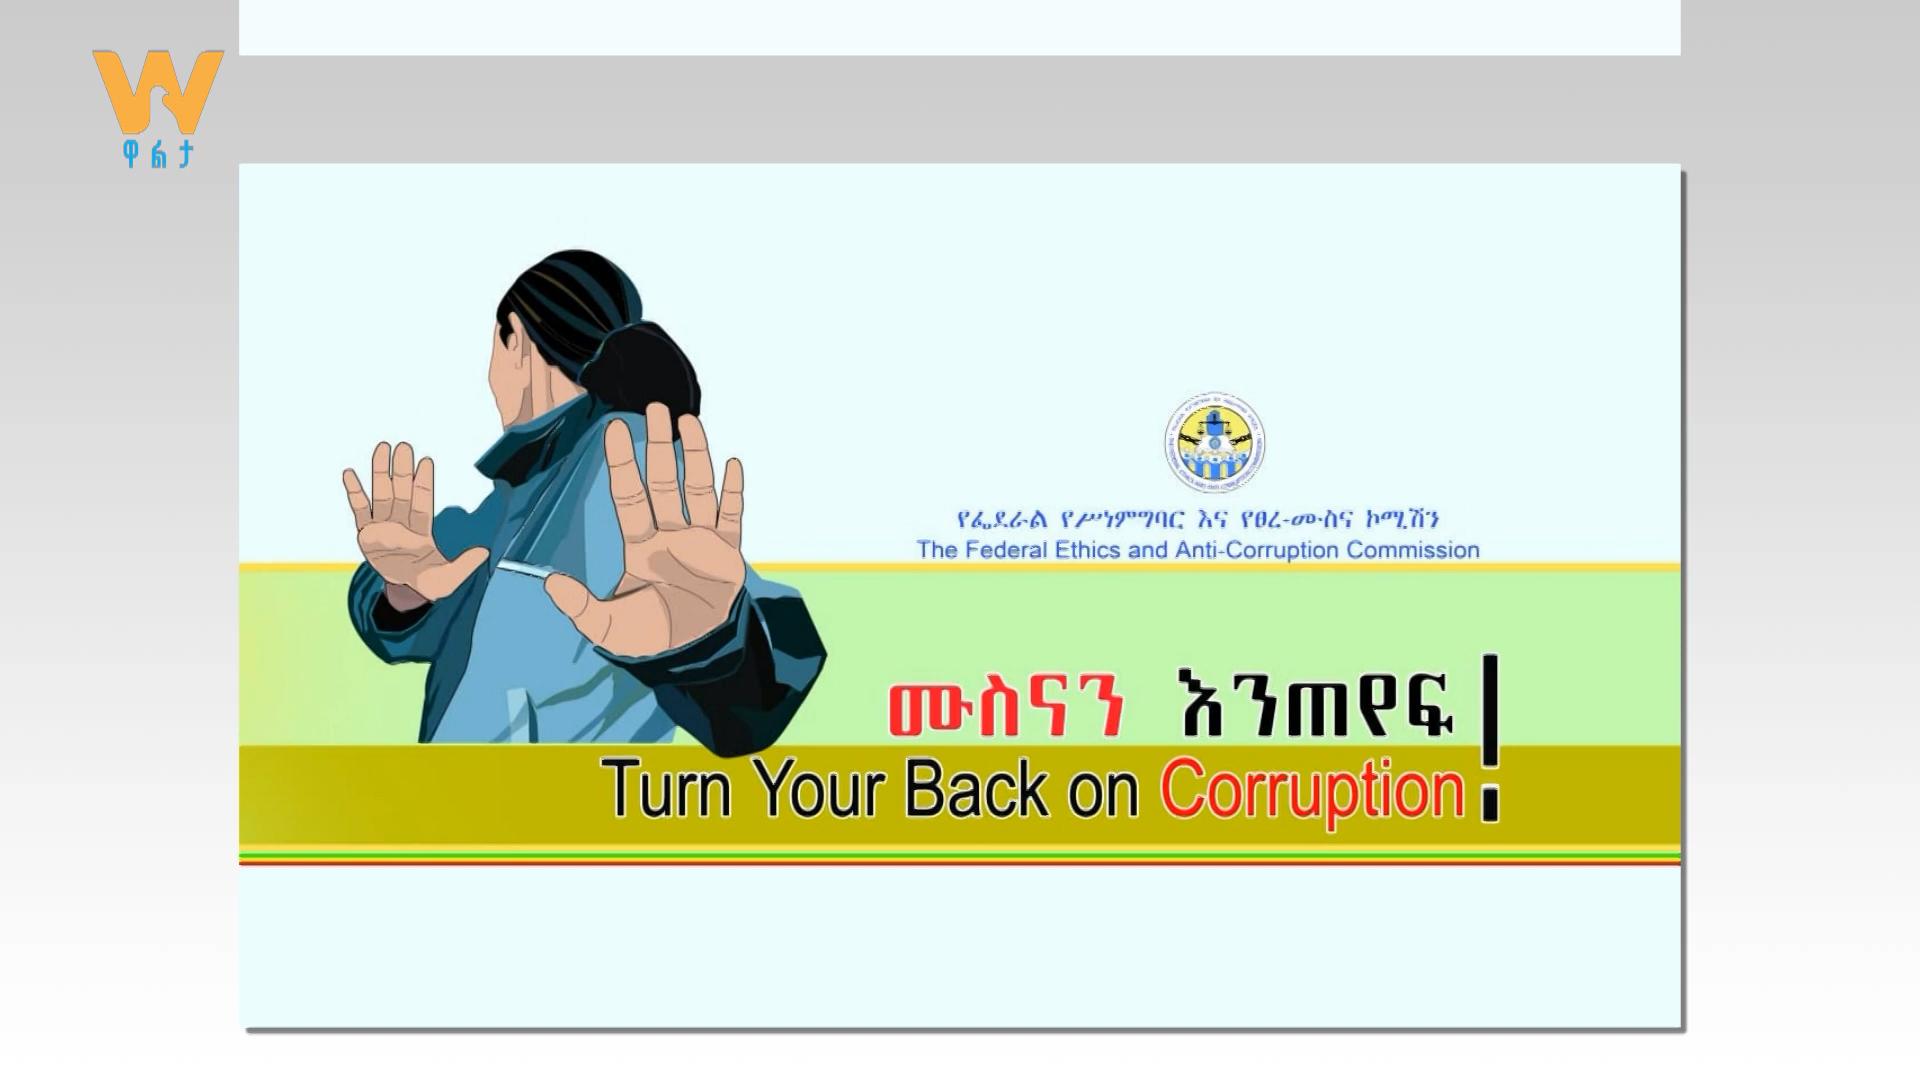 ዋልታ
የፌደራል የሥነምግባር እና የፀረ-ሙስና ኮሚሽን
The Federal Ethics and Anti-Corruption Commission
ሙስናን እንጠየፍ!
Turn Your Back on Corruption